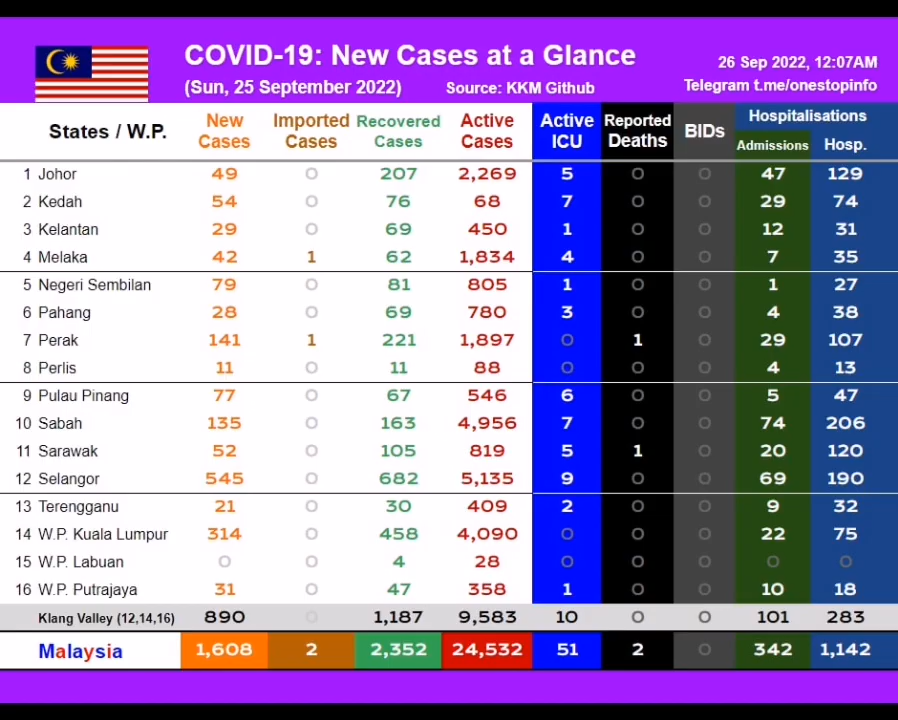 COVID-19: New Cases at a Glance
(Sun, 25 September 2022) Source: KKM Github
26 Sep 2022, 12:07AM
Telegram t.me/onestopinfo
States / W.P. New Cases Imported Cases Recovered Cases Active Cases Active ICU Reported Deaths BIDs Hospitalisations Admissions Hosp.
1 Johor 49 0 207 2,269 5 0 0 47 129
2 Kedah 54 0 76 68 7 0 0 29 74
3 Kelantan 29 0 69 450 1 0 0 12 31
4 Melaka 42 1 62 1,834 4 0 0 7 35
5 Negeri Sembilan 79 0 81 805 1 0 0 1 27
6 Pahang 28 0 69 780 3 0 0 4 38
7 Perak 141 1 221 1,897 0 1 0 29 107
8 Perlis 11 0 11 88 0 0 0 4 13
9 Pulau Pinang 77 0 67 546 6 0 0 5 47
10 Sabah 135 0 163 4,956 7 0 0 74 206
11 Sarawak 52 0 105 819 5 1 0 20 120
12 Selangor 545 0 682 5,135 9 0 0 69 190
13 Terengganu 21 0 30 409 2 0 0 9 32
14 W.P. Kuala Lumpur 314 0 458 4,090 0 0 0 22 75
15 W.P. Labuan 0 0 4 28 0 0 0 0 0
16 W.P. Putrajaya 31 0 47 358 1 0 0 10 18
Klang Valley (12,14,16) 890 0 1,187 9,583 10 0 0 101 283
Malaysia 1,608 2 2,352 24,532 51 2 0 342 1,142